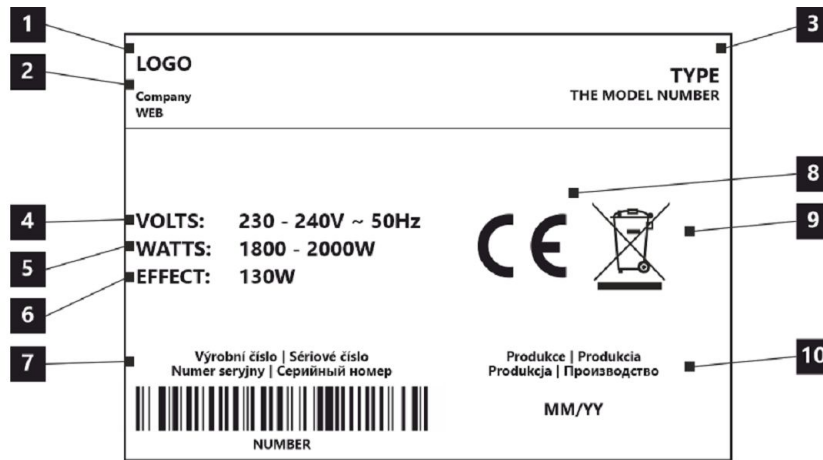 1
2
3
LOGO
Company
WEB
TYPE
THE MODEL NUMBER
4
5
6
VOLTS: 230 - 240V ~ 50Hz
WATTS: 1800 - 2000W
EFFECT: 130W
8
9
CE
7
Výrobní číslo | Sériové číslo
Numer seryjny | Серийный номер
NUMBER
10
Produkce | Produkcia
Produkcja | Производство
MM/YY